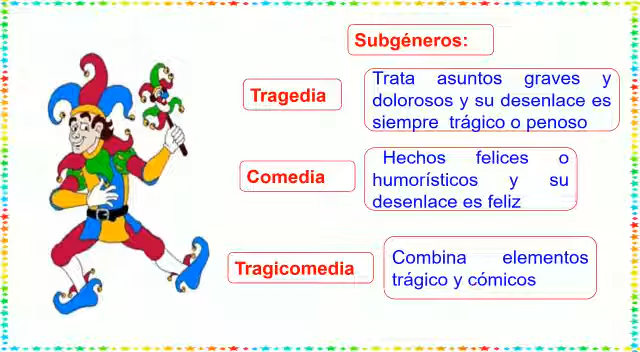 Subgéneros:
Tragedia
Trata asuntos graves y
dolorosos y su desenlace es
siempre trágico o penoso
Comedia
Hechos felices o
humorísticos y su
desenlace es feliz
Tragicomedia
Combina elementos
trágico y cómicos